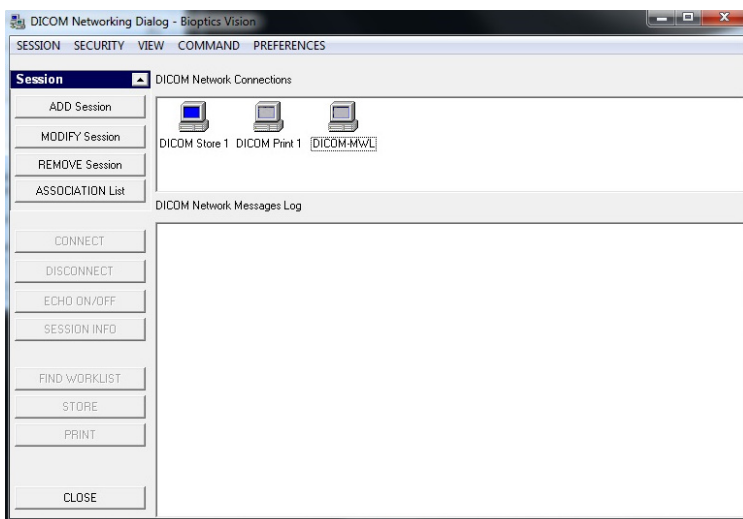 DICOM Networking Dialog - Bioptics Vision
SESSION SECURITY VIEW COMMAND PREFERENCES
Session
DICOM Network Connections
ADD Session
MODIFY Session
REMOVE Session
ASSOCIATION List
DICOM Store 1 DICOM Print 1 DICOM-MWL
DICOM Network Messages Log
CONNECT
DISCONNECT
ECHO ON/OFF
SESSION INFO
FIND WORKLIST
STORE
PRINT
CLOSE